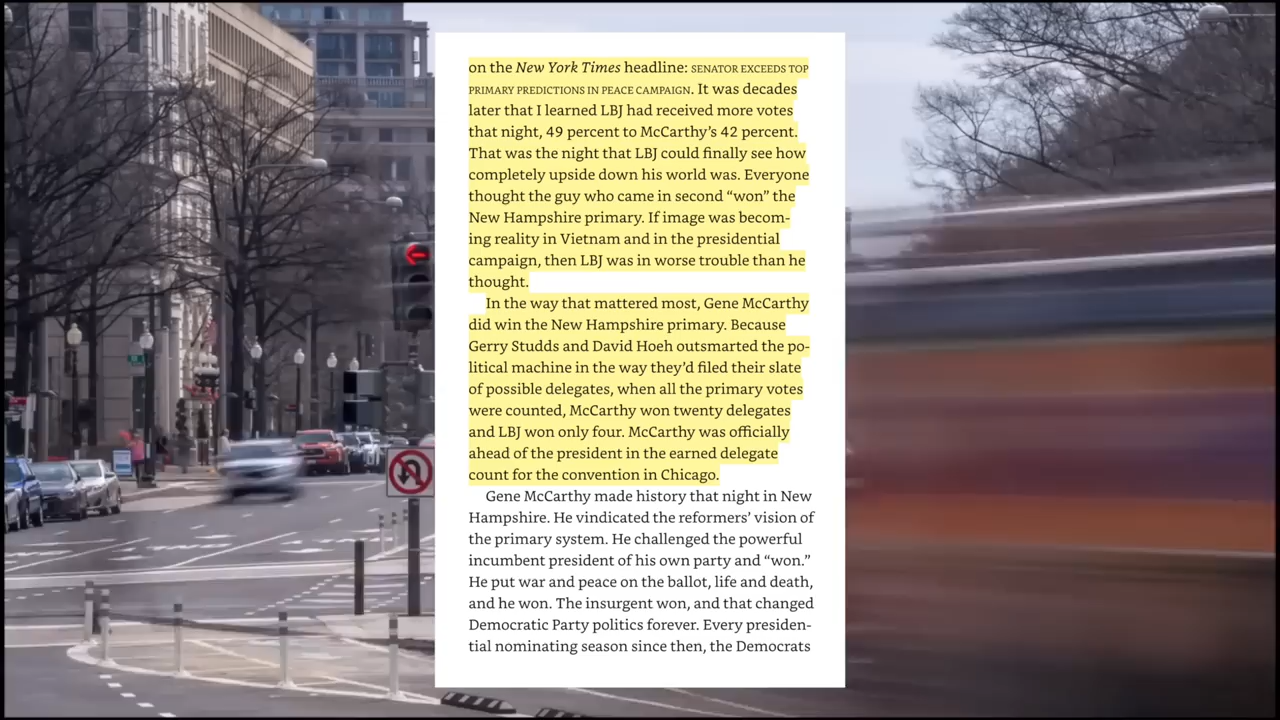 on the New York Times headline: SENATOR EXCEEDS TOP
PRIMARY PREDICTIONS IN PEACE CAMPAIGN. It was decades
later that I learned LBJ had received more votes
that night, 49 percent to McCarthy’s 42 percent.
That was the night that LBJ could finally see how
completely upside down his world was. Everyone
thought the guy who came in second “won” the
New Hampshire primary. If image was becom-
ing reality in Vietnam and in the presidential
campaign, then LBJ was in worse trouble than he
thought.
In the way that mattered most, Gene McCarthy
did win the New Hampshire primary. Because
Gerry Studds and David Hoeh outsmarted the po-
litical machine in the way they’d filed their slate
of possible delegates, when all the primary votes
were counted, McCarthy won twenty delegates
and LBJ won only four. McCarthy was officially
ahead of the president in the earned delegate
count for the convention in Chicago.
Gene McCarthy made history that night in New
Hampshire. He vindicated the reformers’ vision of
the primary system. He challenged the powerful
incumbent president of his own party and “won.”
He put war and peace on the ballot, life and death,
and he won. The insurgent won, and that changed
Democratic Party politics forever. Every presiden-
tial nominating season since then, the Democrats